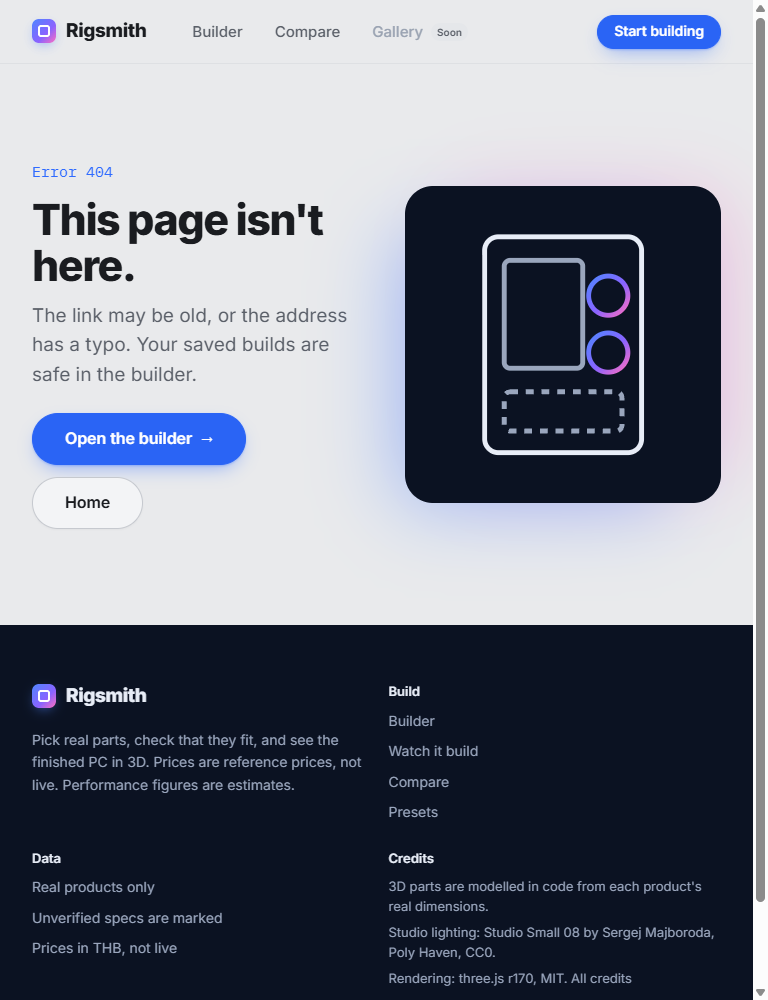 Rigsmith
Builder
Compare
Gallery
Soon
Start building
Error 404
This page isn't
here.
The link may be old, or the address
has a typo. Your saved builds are
safe in the builder.
Open the builder →
Home
Rigsmith
Pick real parts, check that they fit, and see the
finished PC in 3D. Prices are reference prices, not
live. Performance figures are estimates.
Build
Builder
Watch it build
Compare
Presets
Data
Real products only
Unverified specs are marked
Prices in THB, not live
Credits
3D parts are modelled in code from each product's
real dimensions.
Studio lighting: Studio Small 08 by Sergej Majboroda,
Poly Haven, CC0.
Rendering: three.js r170, MIT. All credits